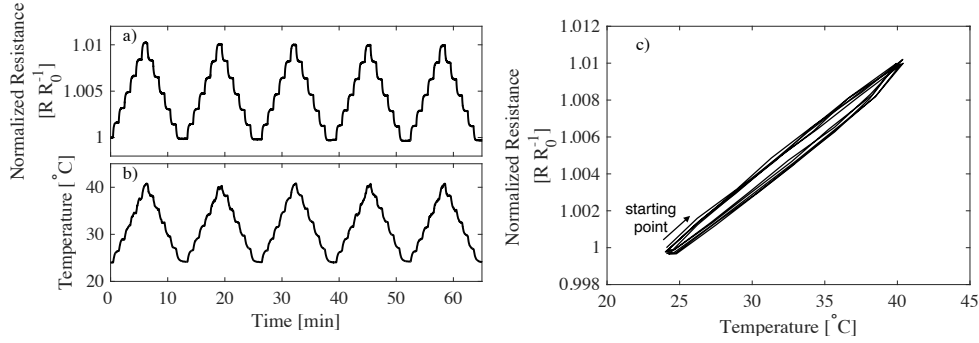 a)
Normalized Resistance
[R R₀⁻¹]
1.01
1.005
1
b)
Temperature [°C]
40
30
20
0 10 20 30 40 50 60
Time [min]
c)
Normalized Resistance
[R R₀⁻¹]
1.012
1.01
1.008
1.006
1.004
1.002
1
0.998
starting
point
20 25 30 35 40 45
Temperature [°C]